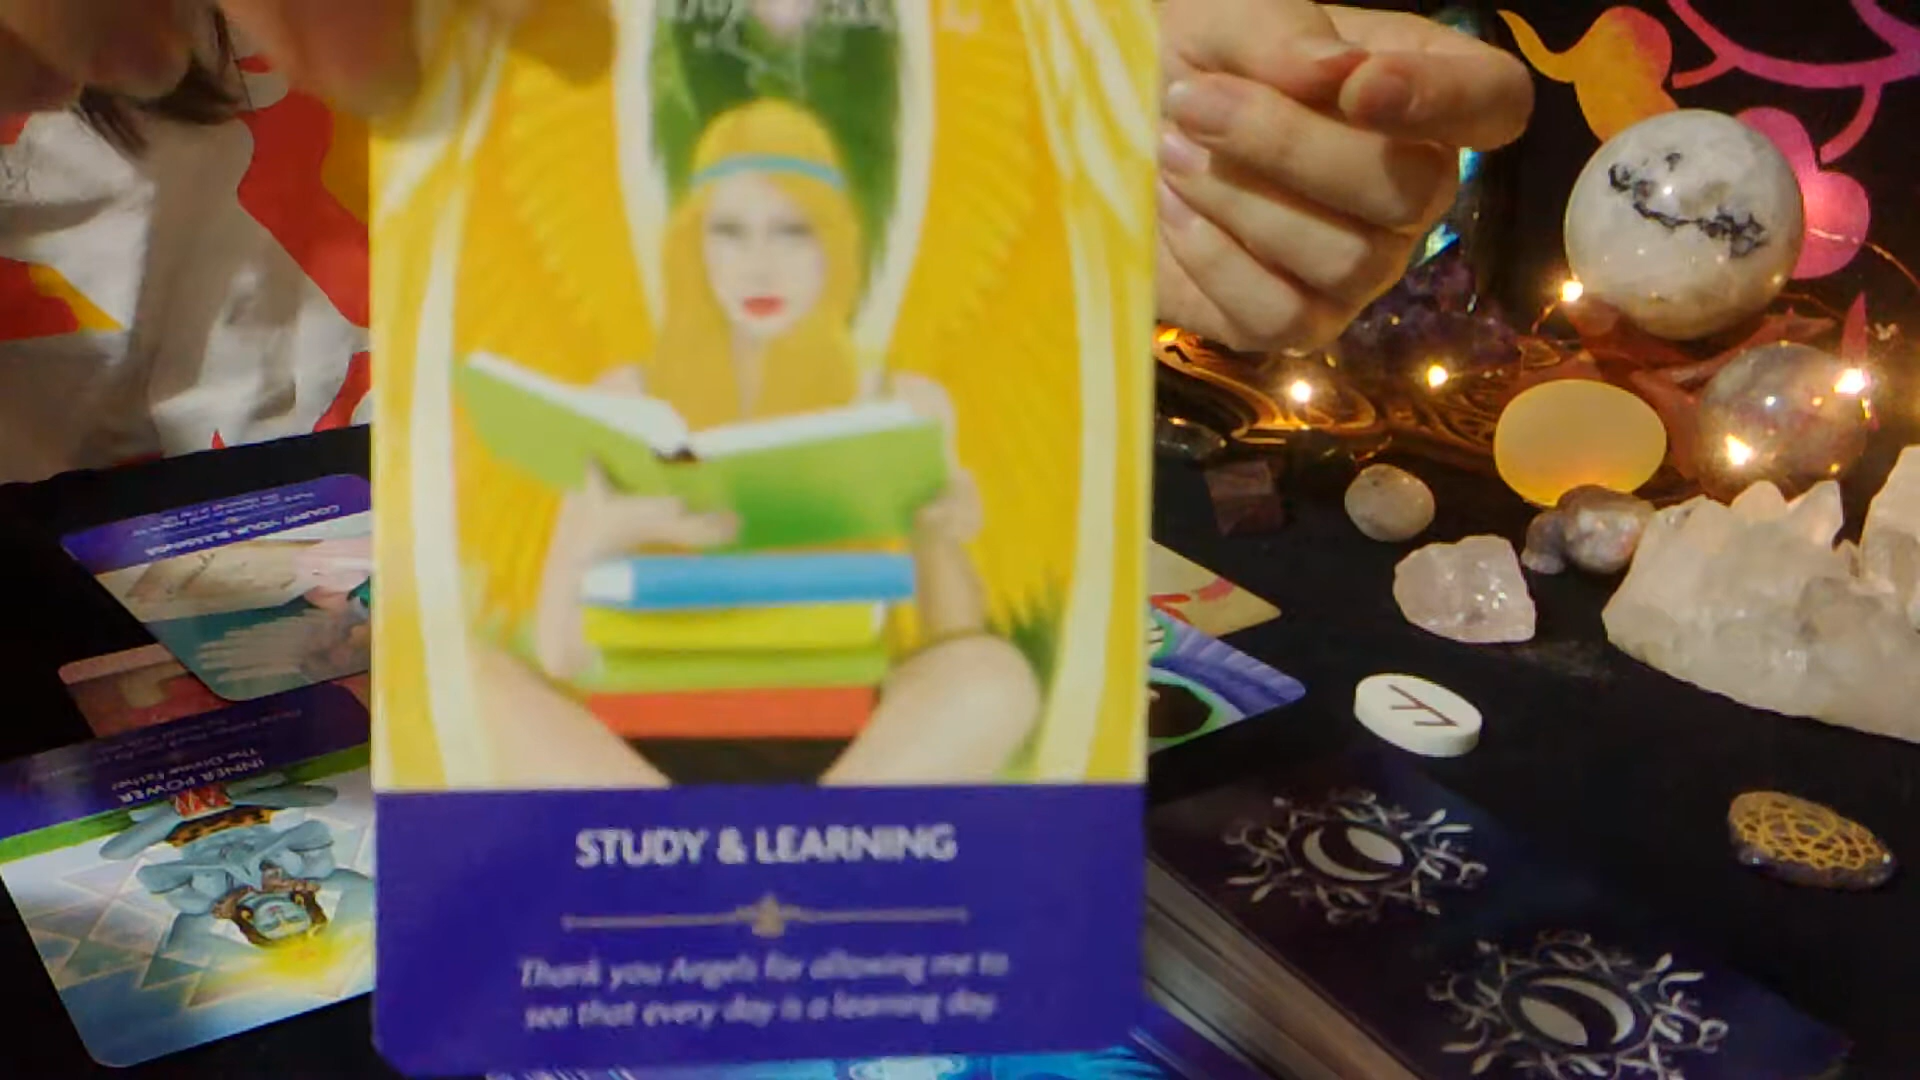 STUDY & LEARNING
Thank you Angels for allowing me to
see that every day is a learning day.
COUNT YOUR BLESSINGS
INNER POWER
The Divine Father